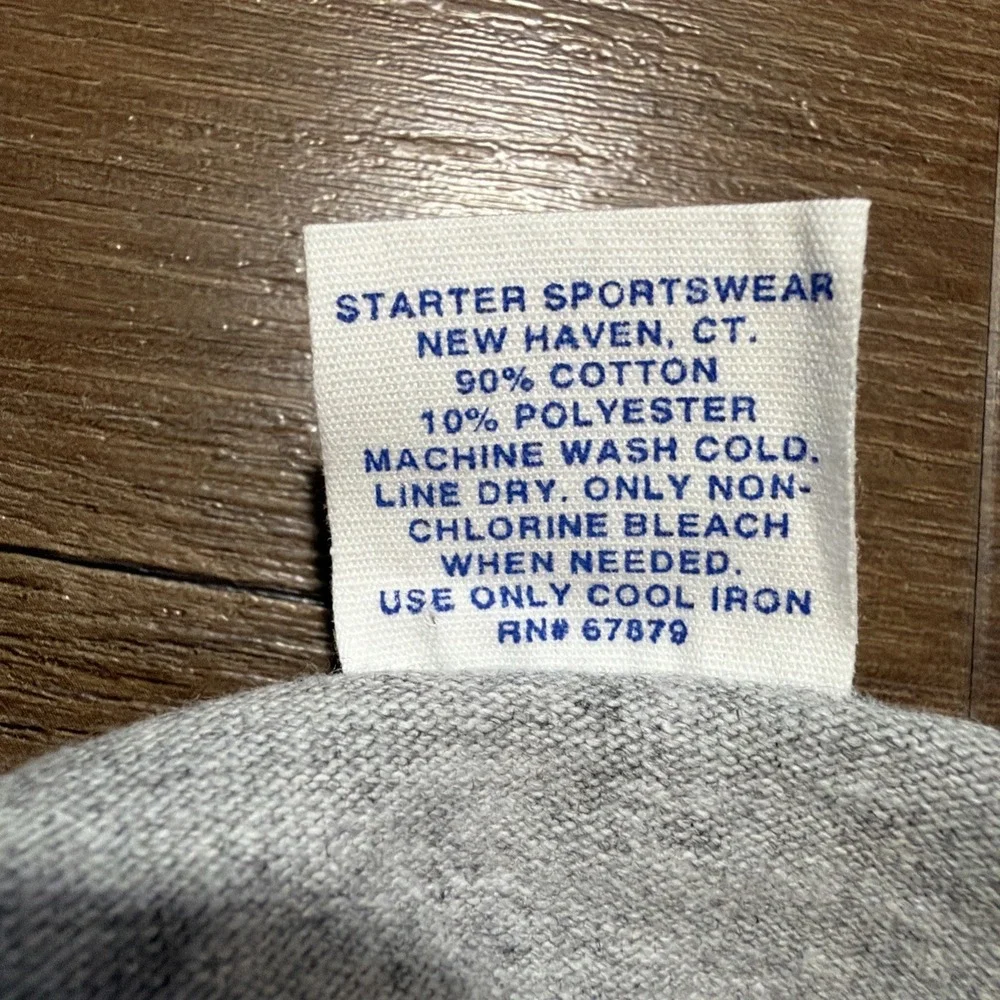 STARTER SPORTSWEAR
NEW HAVEN, CT.
90% COTTON
10% POLYESTER
MACHINE WASH COLD.
LINE DRY. ONLY NON-
CHLORINE BLEACH
WHEN NEEDED.
USE ONLY COOL IRON
RN# 67879